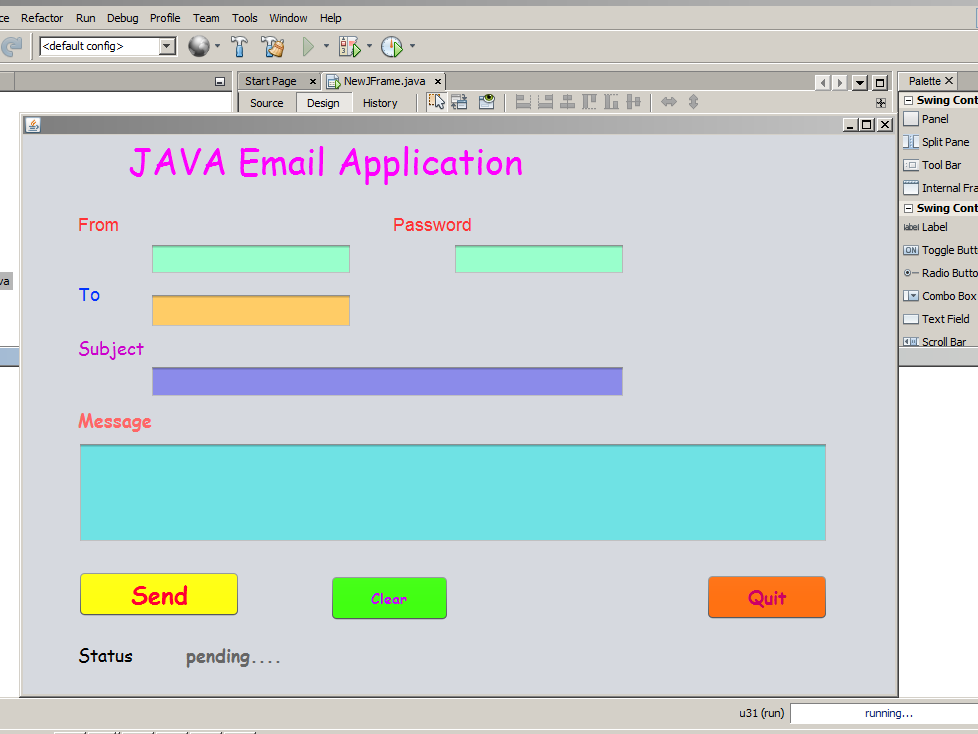 ce Refactor Run Debug Profile Team Tools Window Help
<default config>
Start Page NewJFrame.java Palette
Source Design History
Swing Cont
Panel
Split Pane
Tool Bar
Internal Fra
Swing Cont
label Label
ON Toggle Butt
Radio Butto
Combo Box
Text Field
Scroll Bar
va
JAVA Email Application
From Password
To
Subject
Message
Send Clear Quit
Status pending....
u31 (run) running...